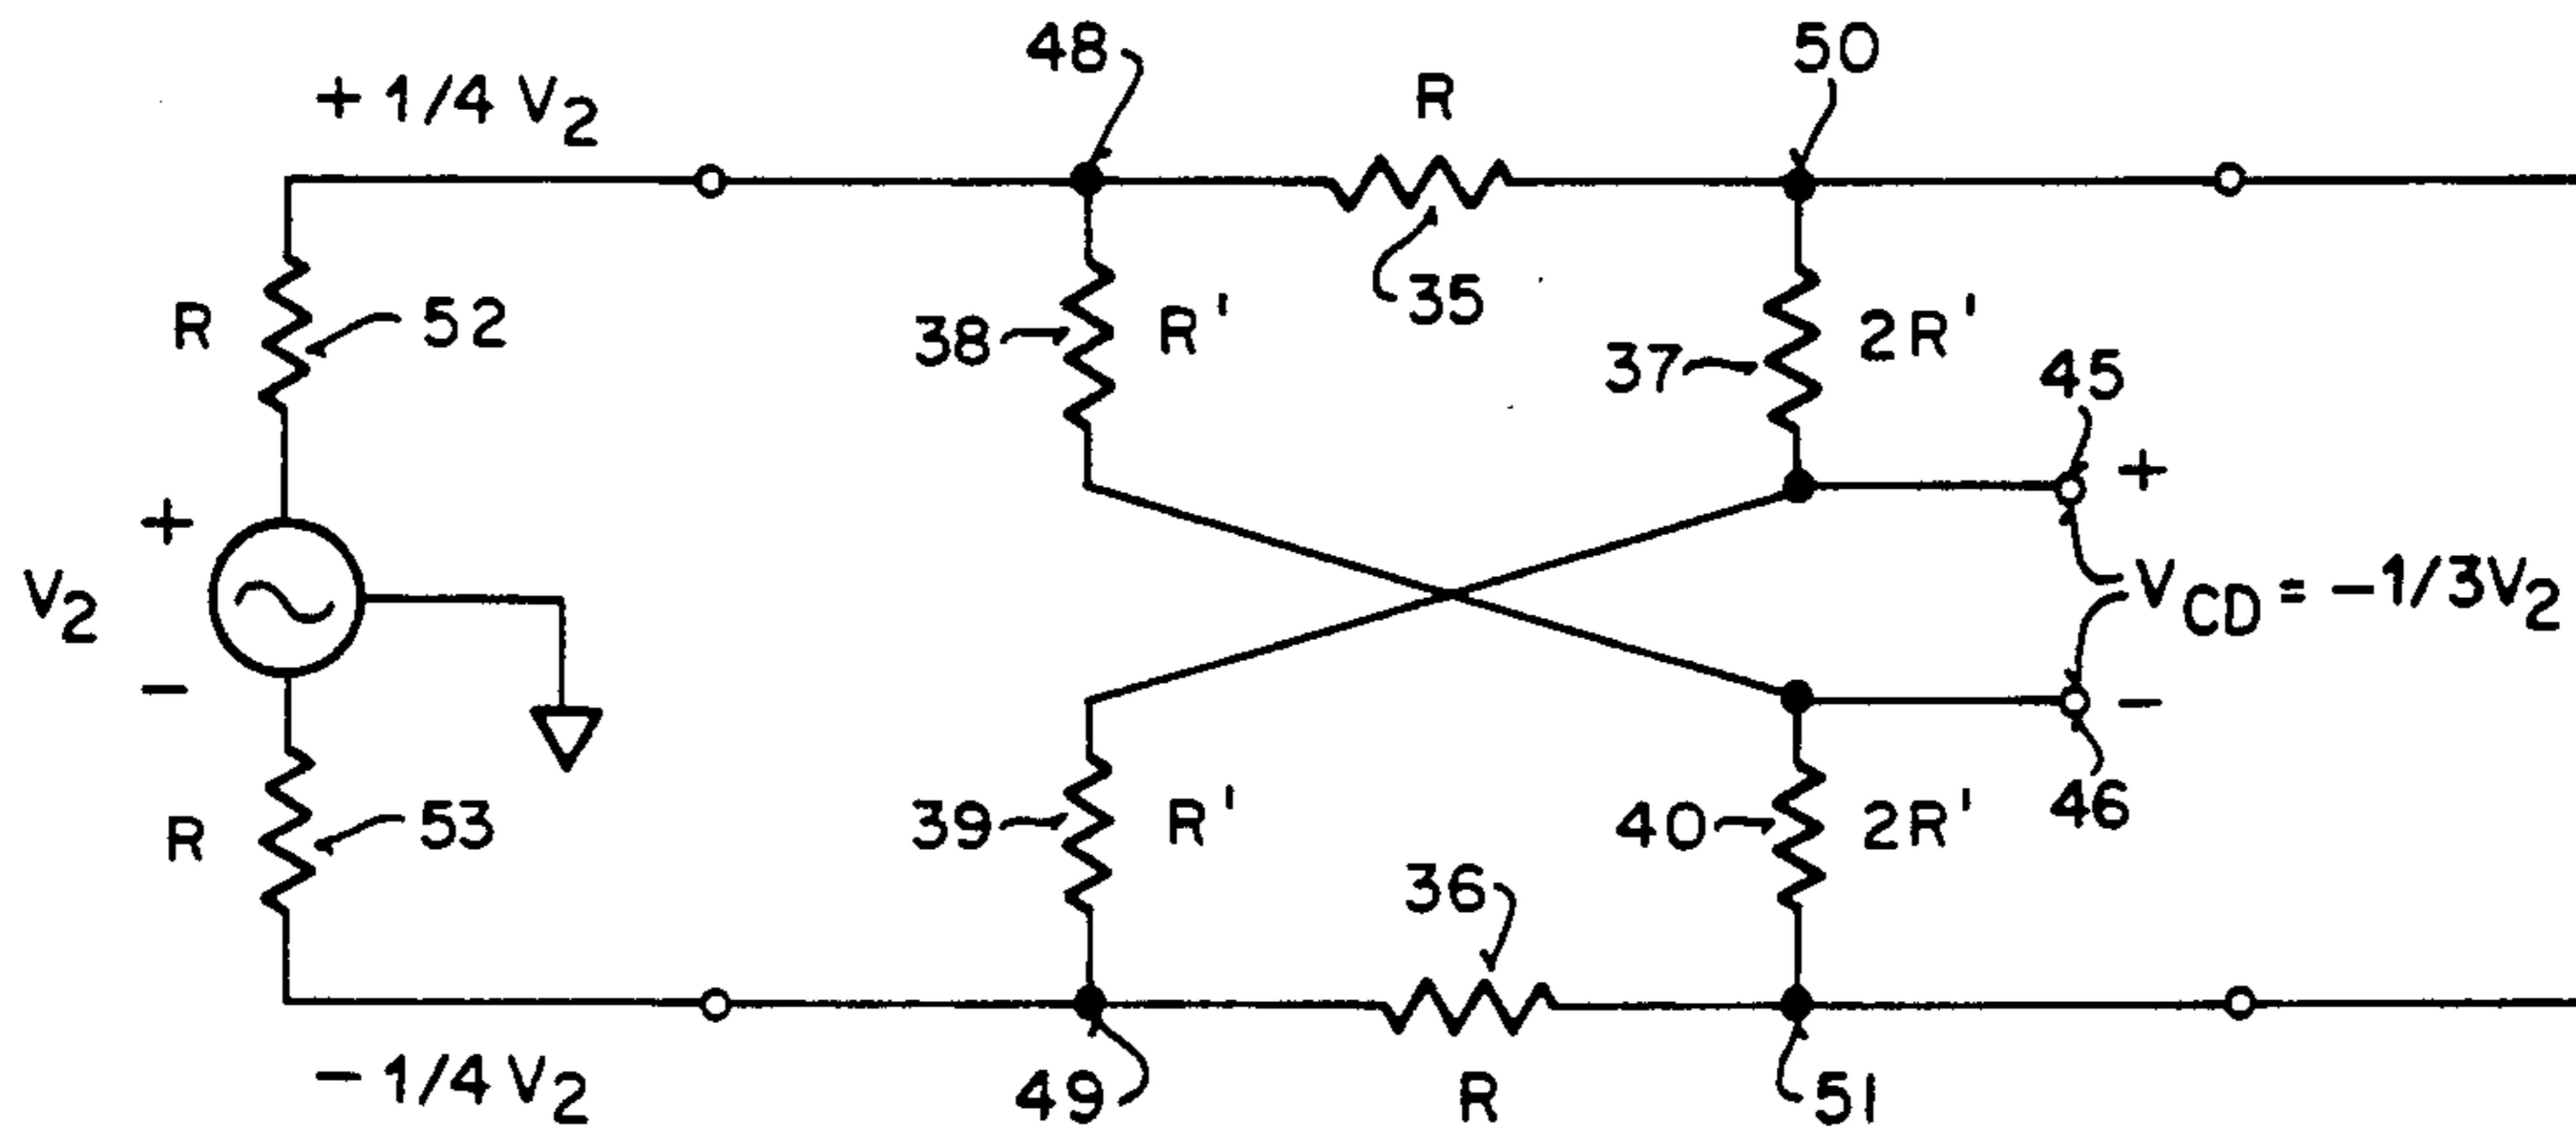 48
50
+ 1/4 V2
R
35
R
52
38
R'
37
2R'
45
+
+
V2
VCD = -1/3V2
-
-
46
R
53
39
R'
40
2R'
36
- 1/4 V2
49
R
51